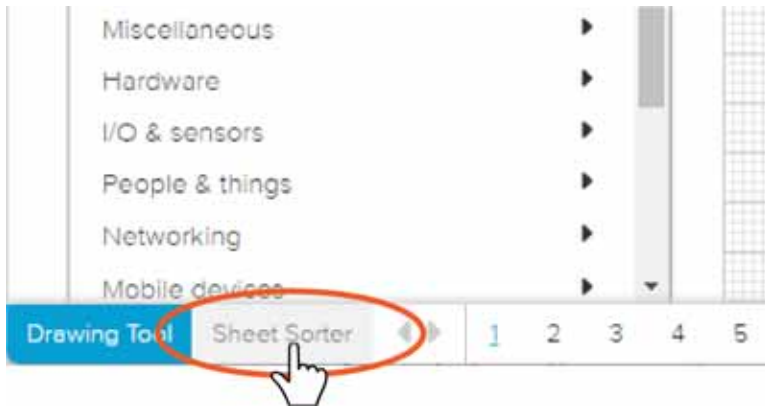 Miscellaneous
Hardware
I/O & sensors
People & things
Networking
Mobile devices
Drawing Tool Sheet Sorter 1 2 3 4 5